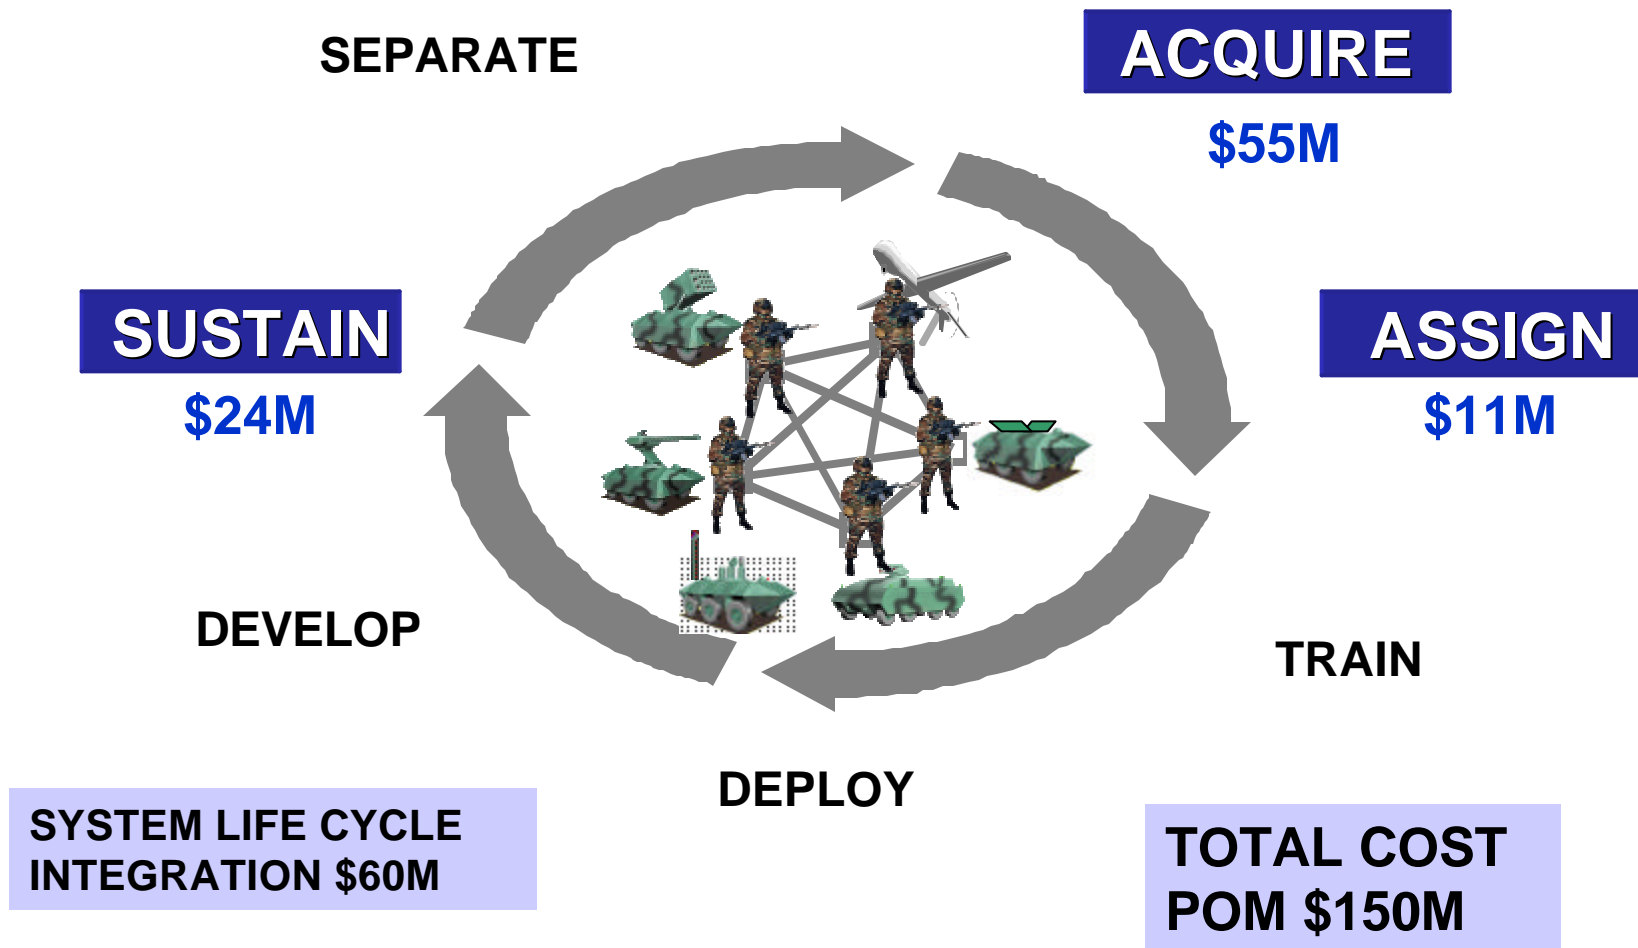 SEPARATE
ACQUIRE
$55M
SUSTAIN
$24M
ASSIGN
$11M
DEVELOP
TRAIN
DEPLOY
SYSTEM LIFE CYCLE
INTEGRATION $60M
TOTAL COST
POM $150M